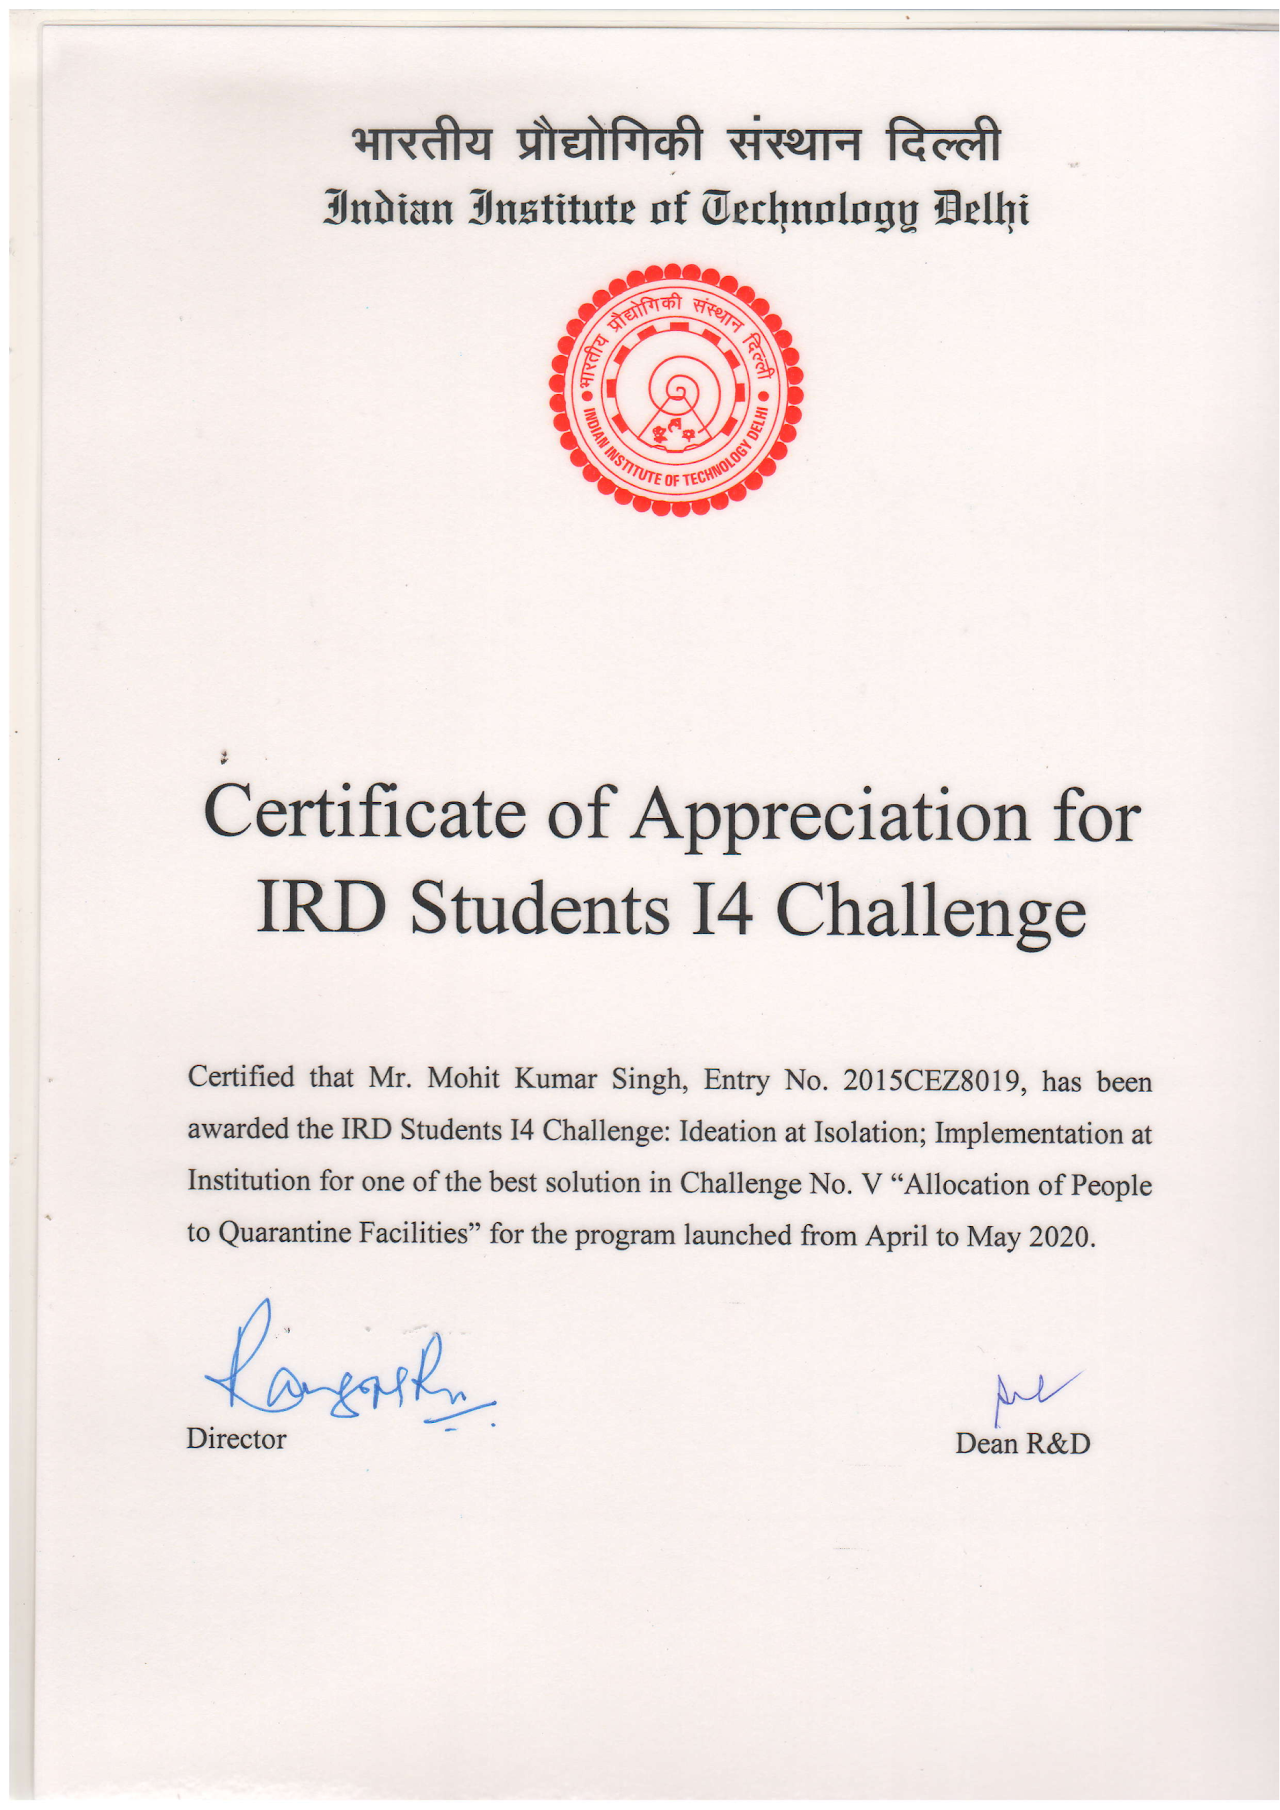 भारतीय प्रौद्योगिकी संस्थान दिल्ली
Indian Institute of Technology Delhi
भारतीय प्रौद्योगिकी संस्थान दिल्ली
INDIAN INSTITUTE OF TECHNOLOGY DELHI
Certificate of Appreciation for
IRD Students I4 Challenge
Certified that Mr. Mohit Kumar Singh, Entry No. 2015CEZ8019, has been
awarded the IRD Students I4 Challenge: Ideation at Isolation; Implementation at
Institution for one of the best solution in Challenge No. V “Allocation of People
to Quarantine Facilities” for the program launched from April to May 2020.
Director
Dean R&D